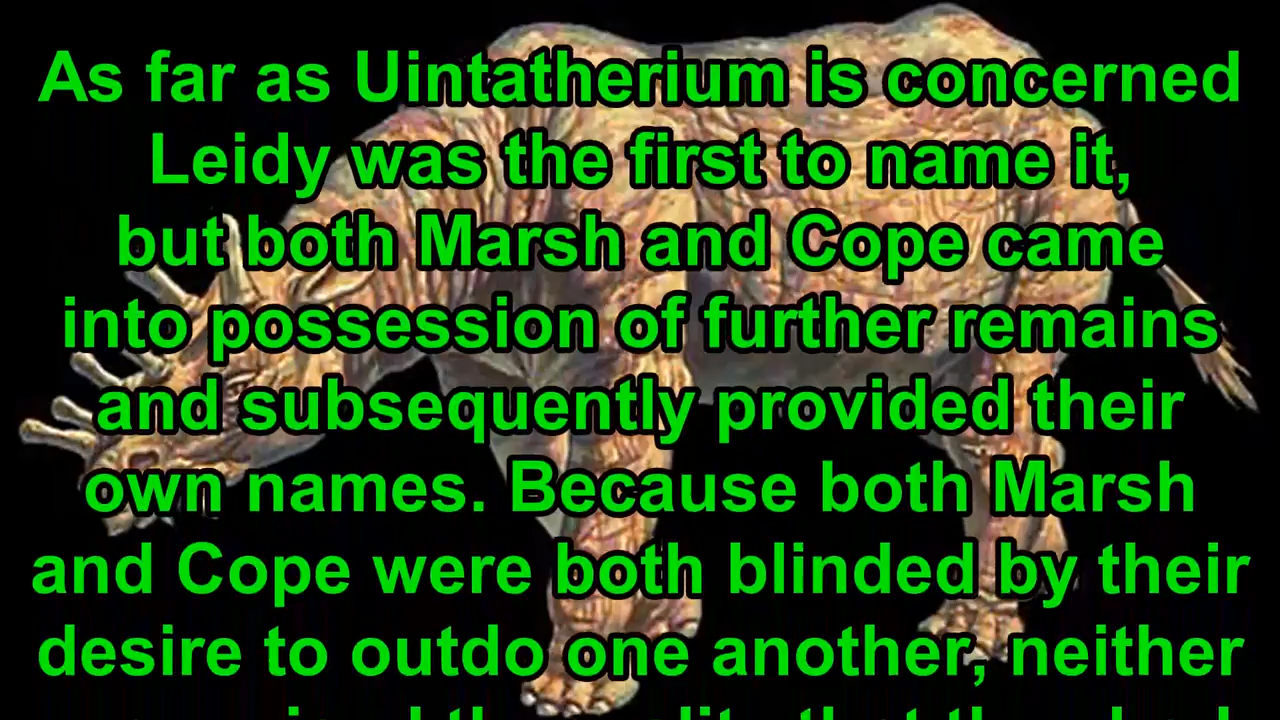 As far as Uintatherium is concerned
Leidy was the first to name it,
but both Marsh and Cope came
into possession of further remains
and subsequently provided their
own names. Because both Marsh
and Cope were both blinded by their
desire to outdo one another, neither